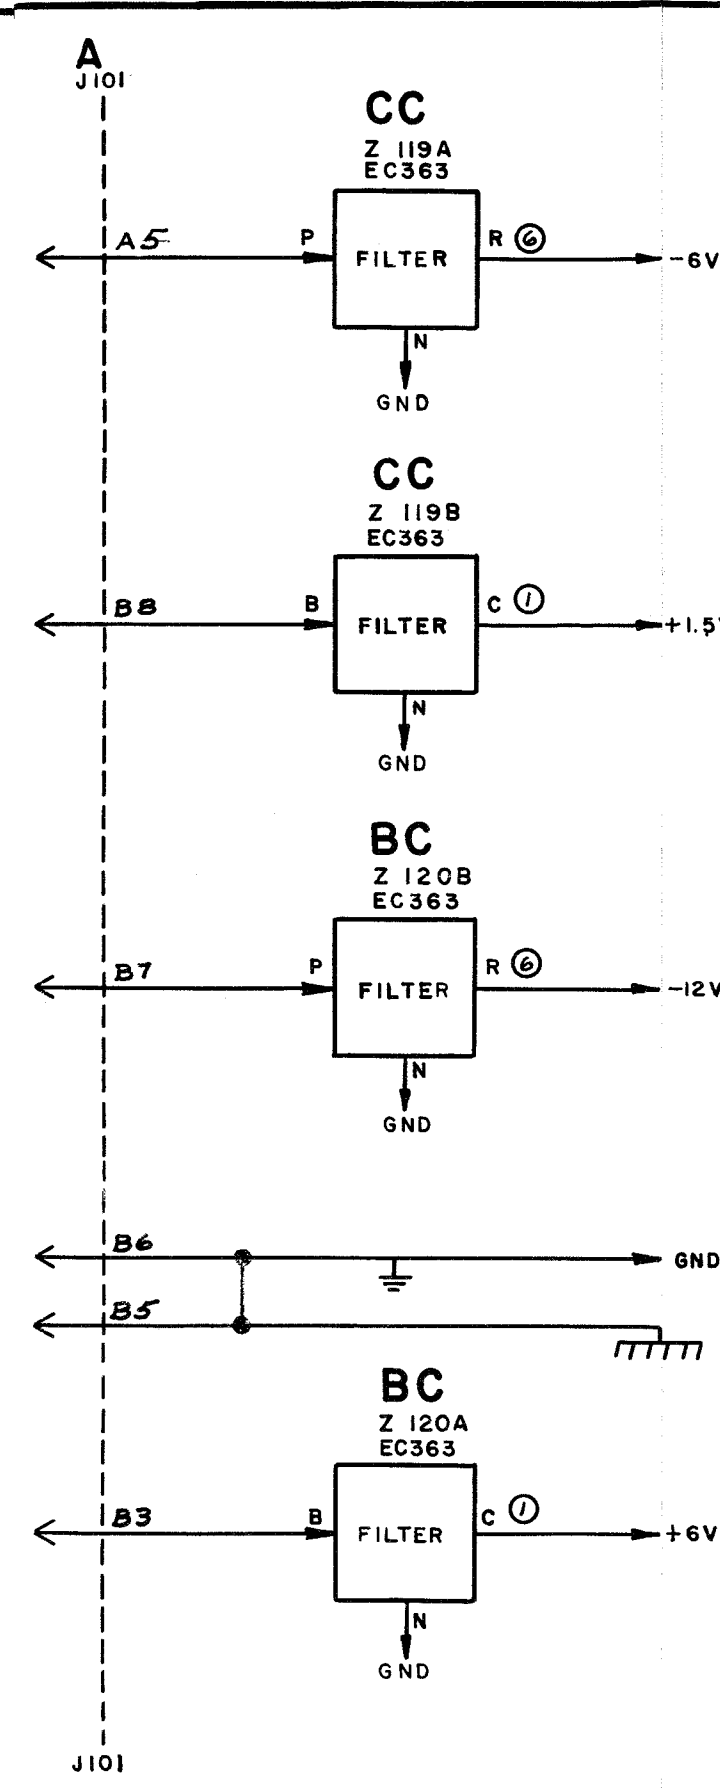 A
J101
CC
Z 119A
EC363
A5 P FILTER R 6 -6V
N
GND
CC
Z 119B
EC363
B8 B FILTER C 1 +1.5
N
GND
BC
Z 120B
EC363
B7 P FILTER R 6 -12V
N
GND
B6 GND
B5
BC
Z 120A
EC363
B3 B FILTER C 1 +6V
N
GND
J101